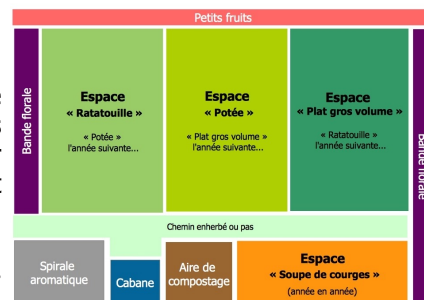 Petits fruits
Bande florale
Espace
« Ratatouille »
« Potée »
l'année suivante...
Espace
« Potée »
« Plat gros volume »
l'année suivante...
Espace
« Plat gros volume »
« Ratatouille »
l'année suivante...
Bande florale
Chemin enherbé ou pas
Spirale
aromatique
Cabane
Aire de
compostage
Espace
« Soupe de courges »
(année en année)